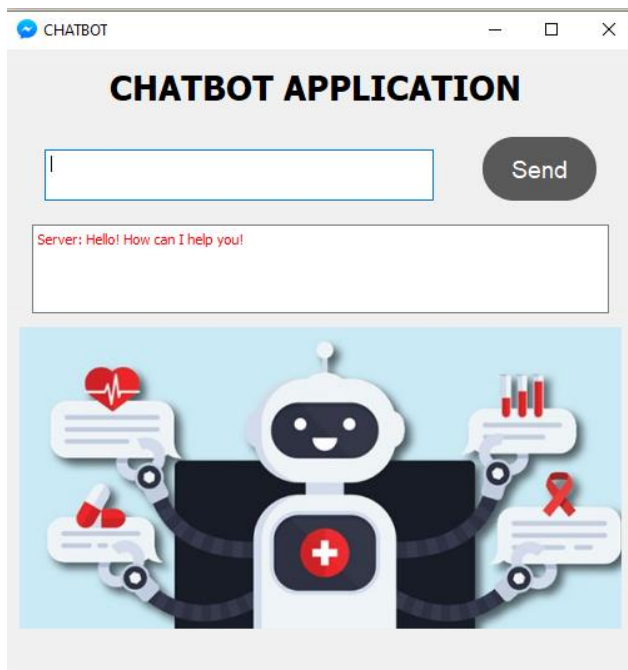 CHATBOT
CHATBOT APPLICATION
Send
Server: Hello! How can I help you!